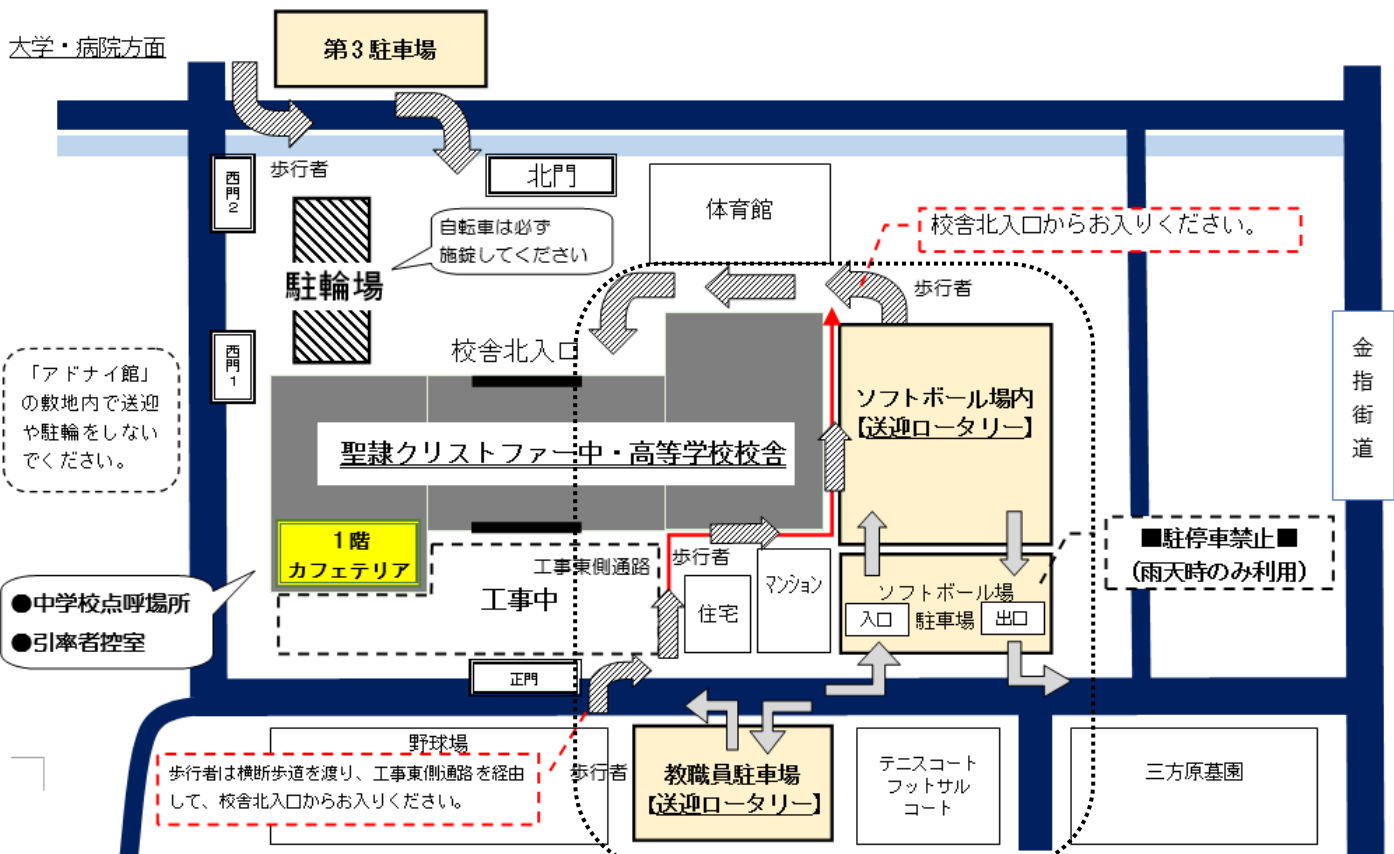 大学・病院方面
第3駐車場
歩行者
西門2
北門
体育館
自転車は必ず
施錠してください
校舎北入口からお入りください。
歩行者
駐輪場
西門1
校舎北入口
金指街道
「アドナイ館」
の敷地内で送迎
や駐輪をしない
でください。
ソフトボール場内
【送迎ロータリー】
聖隷クリストファー中・高等学校校舎
1階
カフェテリア
工事東側通路
歩行者
■駐停車禁止■
(雨天時のみ利用)
●中学校点呼場所
●引率者控室
工事中
住宅
マンション
ソフトボール場
駐車場
入口
出口
正門
野球場
歩行者は横断歩道を渡り、工事東側通路を経由
して、校舎北入口からお入りください。
歩行者
教職員駐車場
【送迎ロータリー】
テニスコート
フットサル
コート
三方原墓園